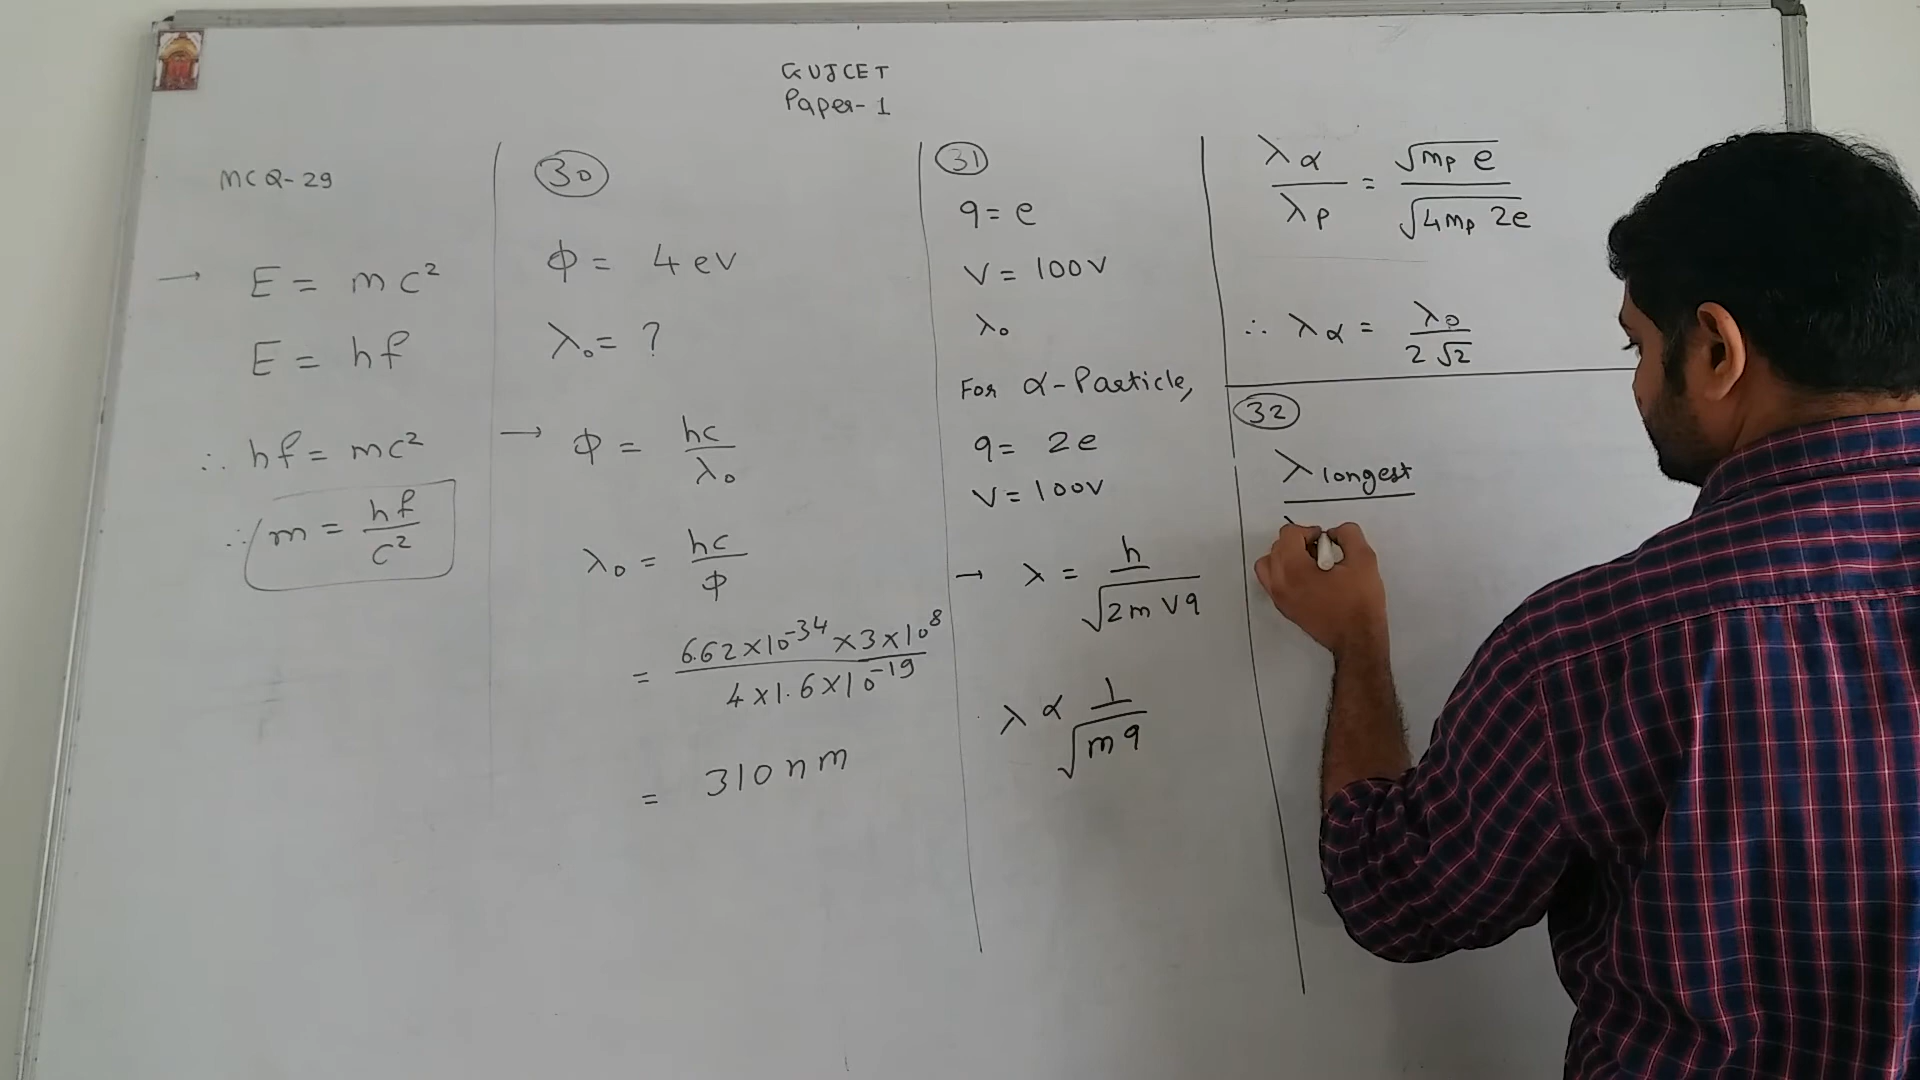 GUJCET
Paper-1
MCQ-29
→ E = mc²
E = hf
∴ hf = mc²
∴ m = hf / c²
30
Φ = 4 eV
λ₀ = ?
→ Φ = hc / λ₀
λ₀ = hc / Φ
= 6.62×10⁻³⁴ ×3×10⁸ / 4×1.6×10⁻¹⁹
= 310 nm
31
q = e
V = 100V
λ₀
For α-Particle,
q = 2e
V = 100V
→ λ = h / √2mVq
λ α 1 / √mq
λα / λp = √mp e / √4mp 2e
∴ λα = λ₀ / 2√2
32
λ longest